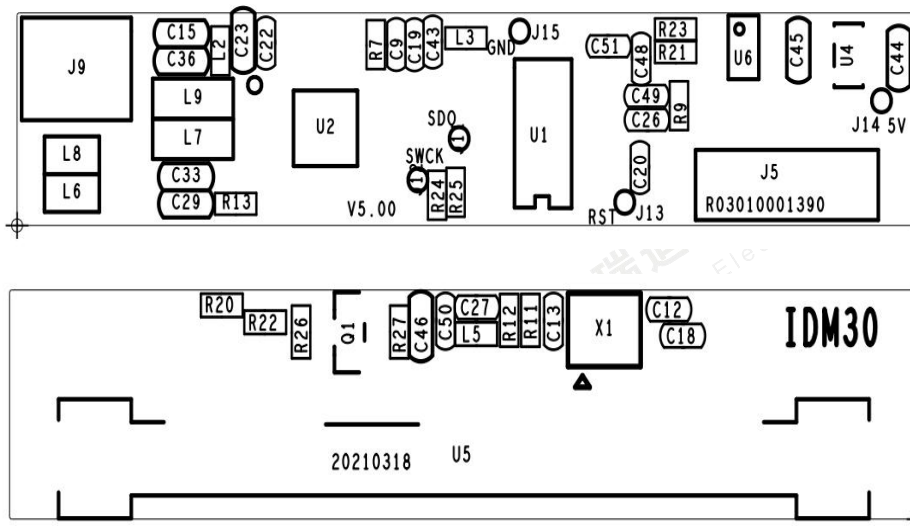 C15
C36
L2
C23
C22
R7
C9
C19
C43
L3
GND
J15
C51
C48
R23
R21
U6
C45
U4
C44
J9
L9
L7
U2
SDO
SWCK
1
1
U1
C49
C26
R9
J14 5V
L8
L6
C33
C29
R13
V5.00
R24
R25
C20
RST
J13
J5
R03010001390
R20
R22
R26
Q1
R27
C46
C50
C27
L5
R12
R11
C13
X1
C12
C18
IDM30
20210318
U5